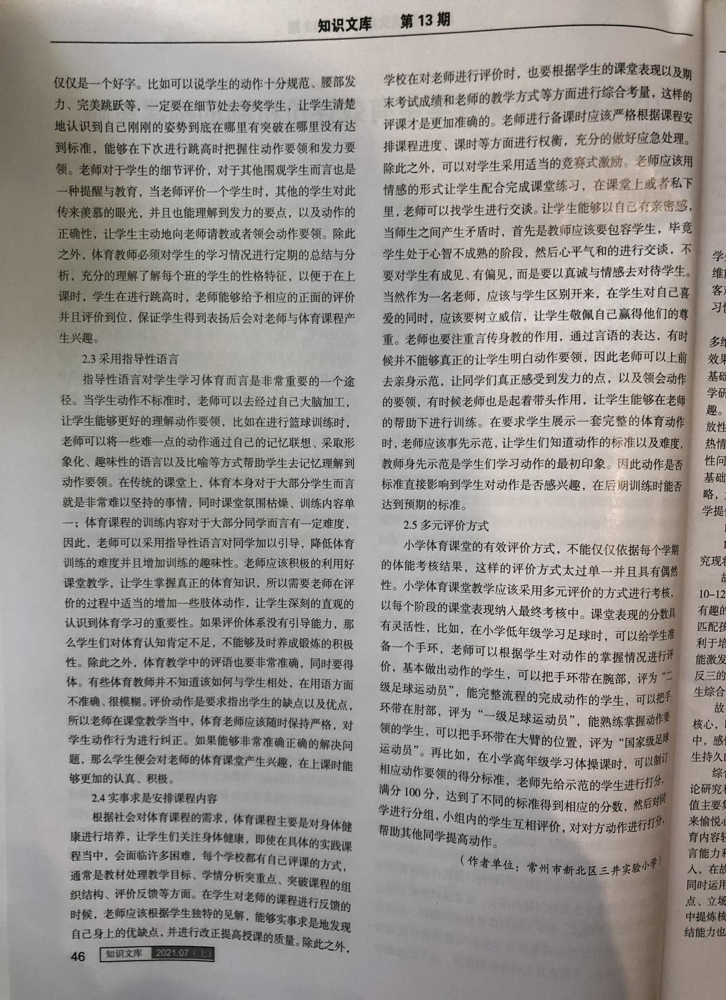 知识文库 第13期
仅仅是一个好字。比如可以说学生的动作十分规范、腰部发
力、完美跳跃等，一定要在细节处去夸奖学生，让学生清楚
地认识到自己刚刚的姿势到底在哪里有突破在哪里没有达
到标准，能够在下次进行跳高时把握住动作要领和发力要
领。老师对于学生的细节评价，对于其他围观学生而言也是
一种提醒与教育，当老师评价一个学生时，其他的学生对此
传来羡慕的眼光，并且也能理解到发力的要点，以及动作的
正确性，让学生主动地向老师请教或者领会动作要领。除此
之外，体育教师必须对学生的学习情况进行定期的总结与分
析，充分的理解了解每个班的学生的性格特征，以便于在上
课时，学生在进行跳高时，老师能够给予相应的正面的评价
并且评价到位，保证学生得到表扬后会对老师与体育课程产
生兴趣。
2.3 采用指导性语言
指导性语言对学生学习体育而言是非常重要的一个途
径。当学生动作不标准时，老师可以去经过自己大脑加工，
让学生能够更好的理解动作要领，比如在进行篮球训练时，
老师可以将一些难一点的动作通过自己的记忆联想、采取形
象化、趣味性的语言以及比喻等方式帮助学生去记忆理解到
动作要领。在传统的课堂上，体育本身对于大部分学生而言
就是非常难以坚持的事情，同时课堂氛围枯燥、训练内容单
一；体育课程的训练内容对于大部分同学而言有一定难度，
因此，老师可以采用指导性语言对同学加以引导，降低体育
训练的难度并且增加训练的趣味性。老师应该积极的利用好
课堂教学，让学生掌握真正的体育知识，所以需要老师在评
价的过程中适当的增加一些肢体动作，让学生深刻的直观的
认识到体育学习的重要性。如果评价体系没有引导能力，那
么学生们对体育认知肯定不足，不能够及时养成锻炼的积极
性。除此之外，体育教学中的评语也要非常准确，同时要得
体。有些体育教师并不知道该如何与学生相处，在用语方面
不准确、很模糊。评价动作是要求指出学生的缺点以及优点，
所以老师在课堂教学当中，体育老师应该随时保持严格，对
学生动作行为进行纠正。如果能够非常准确正确的解决问
题，那么学生便会对老师的体育课堂产生兴趣，在上课时能
够更加的认真、积极。
2.4 实事求是安排课程内容
根据社会对体育课程的需求，体育课程主要是对身体健
康进行培养，让学生们关注身体健康，即使在具体的实践课
程当中，会面临许多困难，每个学校都有自己评课的方式，
通常是教材处理教学目标、学情分析突重点、突破课程的组
织结构、评价反馈等方面。在学生对老师的课程进行反馈的
时候，老师应该根据学生独特的见解，能够实事求是地发现
自己身上的优缺点，并进行改正提高授课的质量。除此之外，
学校在对老师进行评价时，也要根据学生的课堂表现以及期
末考试成绩和老师的教学方式等方面进行综合考量，这样的
评课才是更加准确的。老师进行备课时应该严格根据课程安
排课程进度、课时等方面进行权衡，充分的做好应急处理。
除此之外，可以对学生采用适当的竞赛式激励。老师应该用
情感的形式让学生配合完成课堂练习，在课堂上或者私下
里，老师可以找学生进行交谈。让学生能够以自己有亲密感，
当师生之间产生矛盾时，首先是教师应该要包容学生，毕竟
学生处于心智不成熟的阶段，然后心平气和的进行交谈，不
要对学生有成见、有偏见，而是要以真诚与情感去对待学生。
当然作为一名老师，应该与学生区别开来，在学生对自己喜
爱的同时，应该要树立威信，让学生敬佩自己赢得他们的尊
重。老师也要注重言传身教的作用，通过言语的表达，有时
候并不能够真正的让学生明白动作要领，因此老师可以上前
去亲身示范，让同学们真正感受到发力的点，以及领会动作
的要领，有时候老师也是起着带头作用，让学生能够在老师
的帮助下进行训练。在要求学生展示一套完整的体育动作
时，老师应该事先示范，让学生们知道动作的标准以及难度，
教师身先示范是学生们学习动作的最初印象。因此动作是否
标准直接影响到学生对动作是否感兴趣，在后期训练时能否
达到预期的标准。
2.5 多元评价方式
小学体育课堂的有效评价方式，不能仅仅依据每个学期
的体能考核结果，这样的评价方式太过单一并且具有偶然
性。小学体育课堂教学应该采用多元评价的方式进行考核，
以每个阶段的课堂表现纳入最终考核中。课堂表现的分数具
有灵活性，比如，在小学低年级学习足球时，可以给学生准
备一个手环，老师可以根据学生对动作的掌握情况进行评
价，基本做出动作的学生，可以把手环带在腕部，评为“二
级足球运动员”，能完整流程的完成动作的学生，可以把手
环带在肘部，评为“一级足球运动员”，能熟练掌握动作要
领的学生，可以把手环带在大臂的位置，评为“国家级足球
运动员”。再比如，在小学高年级学习体操课时，可以制订
相应动作要领的得分标准，老师先给示范的学生进行打分，
满分100分，达到了不同的标准得到相应的分数，然后对同
学进行分组，小组内的学生互相评价，对对方动作进行打分，
帮助其他同学提高动作。
（作者单位：常州市新北区三井实验小学）
46 知识文库 2021.07（上）
客
习
多
效果
基础
学研
趣。
放性
热情
性问
基础
略，
学提
究现
10-12
有趣的
匹配孩
利于培
能激发
反三的
生综合
故
核心，
中，感
生持久
综
论研究
值主要
来愉悦
育内容
言能力
人，在
同时运用
点、立场
中提炼
结能力也